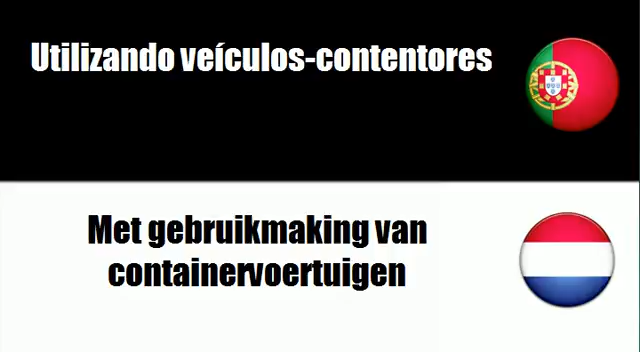 Utilizando veículos-contentores
Met gebruikmaking van
containervoertuigen